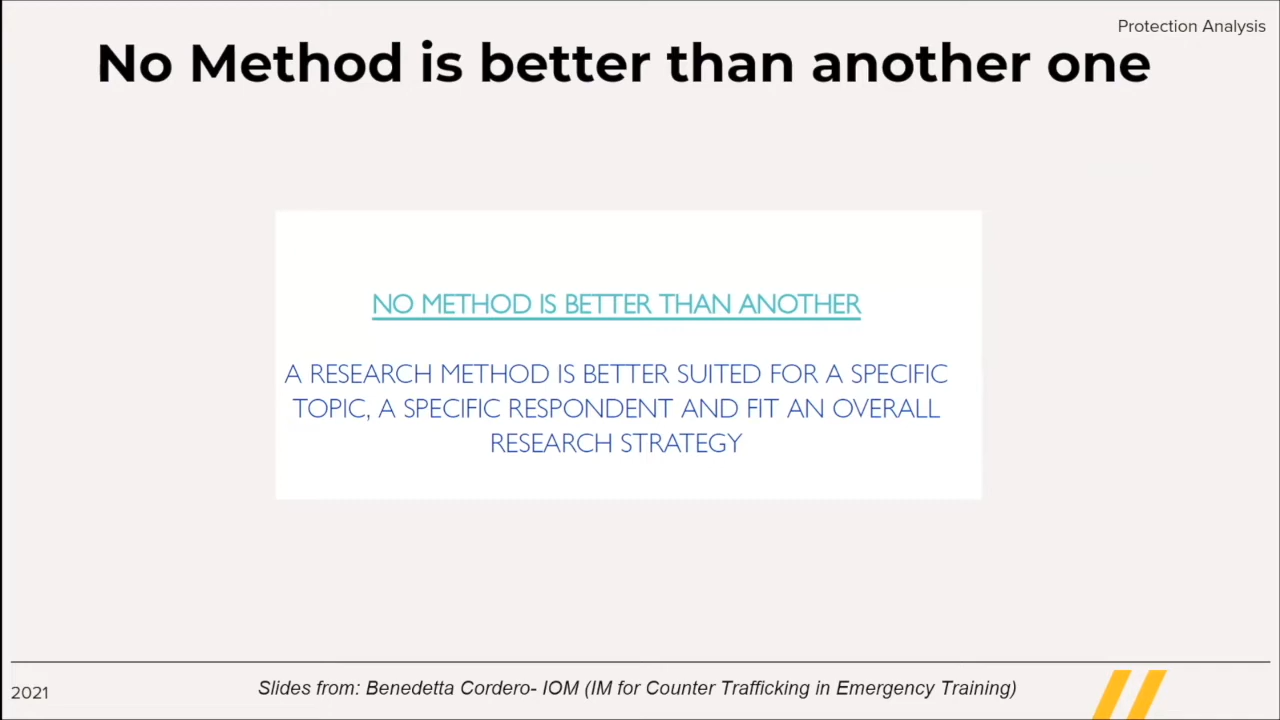 Protection Analysis
No Method is better than another one
NO METHOD IS BETTER THAN ANOTHER
A RESEARCH METHOD IS BETTER SUITED FOR A SPECIFIC
TOPIC, A SPECIFIC RESPONDENT AND FIT AN OVERALL
RESEARCH STRATEGY
2021
Slides from: Benedetta Cordero- IOM (IM for Counter Trafficking in Emergency Training)